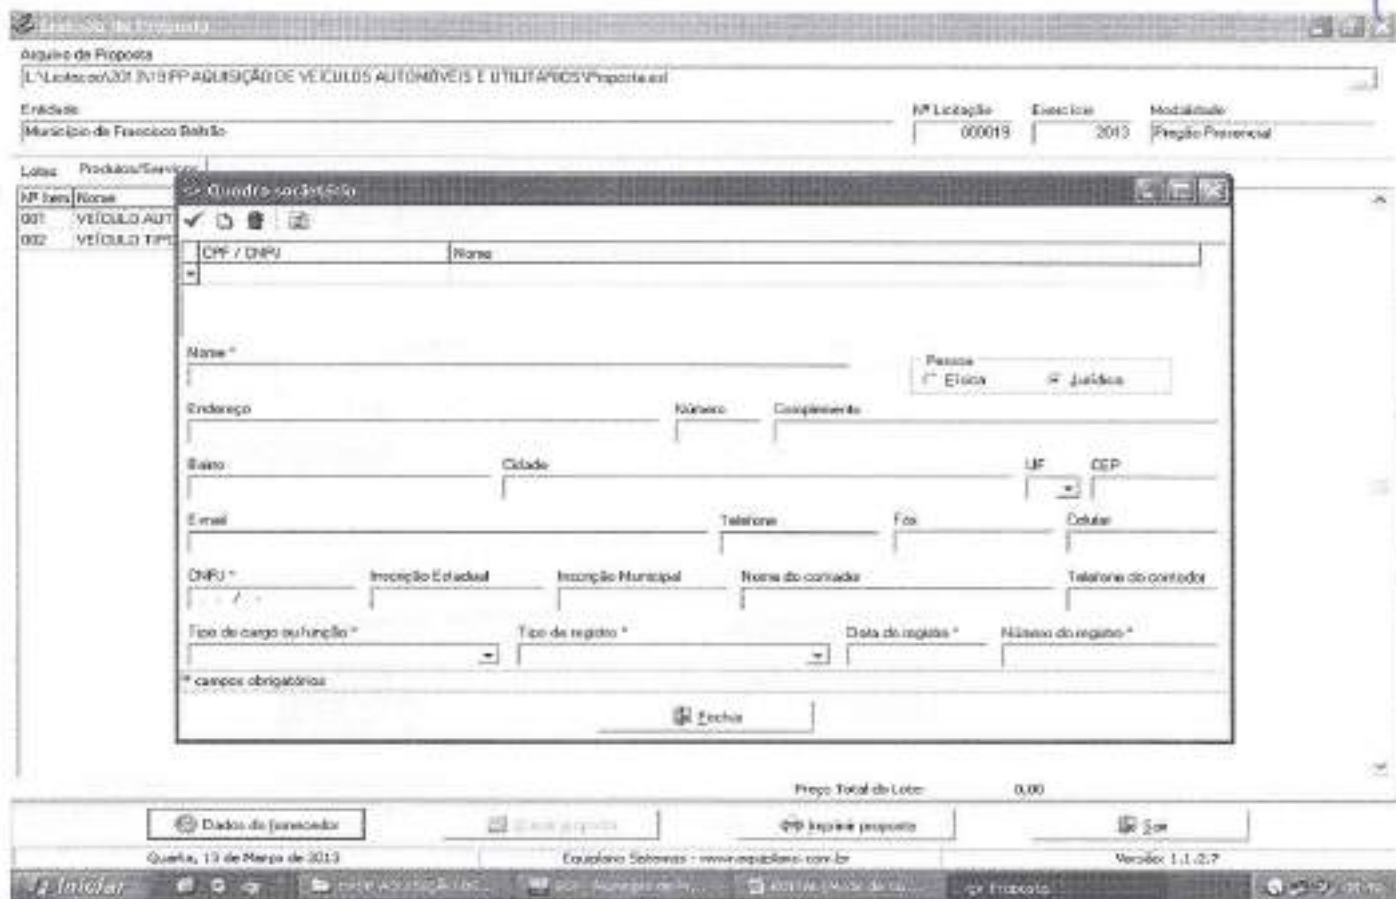 Arquivo de Proposta
L:\Licitacao\2013\19 PP AQUISIÇÃO DE VEÍCULOS AUTOMÓVEIS E UTILITARIOS\Proposta.esl
Entidade Nº Licitação Exercício Modalidade
Município de Francisco Beltrão 000019 2013 Pregão Presencial
Lotes Produtos/Serviços
Nº Item Nome
001 VEÍCULO AUT
002 VEÍCULO TIPO
Quadro societário
CPF / CNPJ Nome
Nome *
Pessoa
Física Jurídica
Endereço Número Complemento
Bairro Cidade UF CEP
E-mail Telefone Fax Celular
CNPJ * Inscrição Estadual Inscrição Municipal Nome do contador Telefone do contador
. . / -
Tipo de cargo ou função * Tipo de registro * Data do registro * Número do registro *
* campos obrigatórios
Fechar
Preço Total do Lote: 0,00
Dados do fornecedor Imprimir proposta Sair
Quarta, 13 de Março de 2013 Equiplano Sistemas - www.equiplano.com.br Versão: 1.1.2.7
Iniciar Proposta